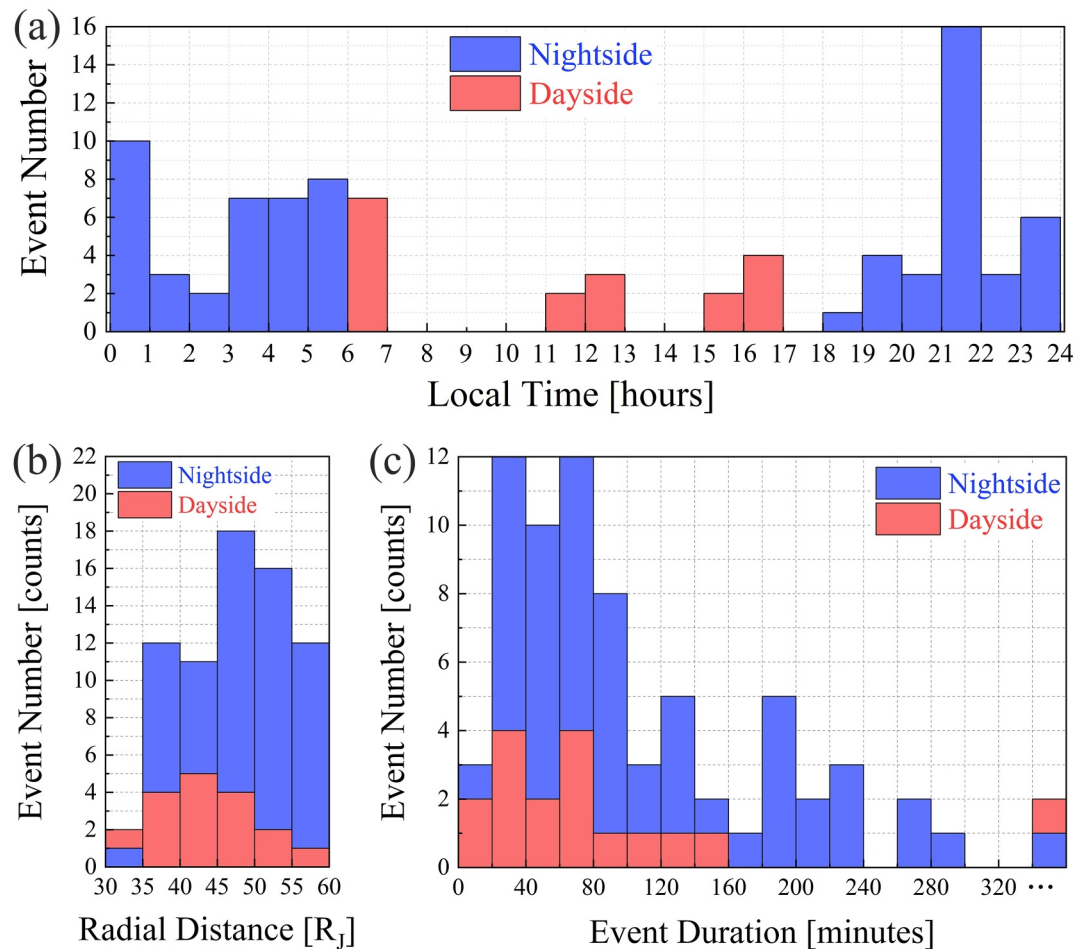 (a)
Event Number
16
14
12
10
8
6
4
2
0
Nightside
Dayside
0 1 2 3 4 5 6 7 8 9 10 11 12 13 14 15 16 17 18 19 20 21 22 23 24
Local Time [hours]
(b)
Event Number [counts]
22
20
18
16
14
12
10
8
6
4
2
0
Nightside
Dayside
30 35 40 45 50 55 60
Radial Distance [RJ]
(c)
Event Number [counts]
12
10
8
6
4
2
0
Nightside
Dayside
0 40 80 120 160 200 240 280 320 ···
Event Duration [minutes]